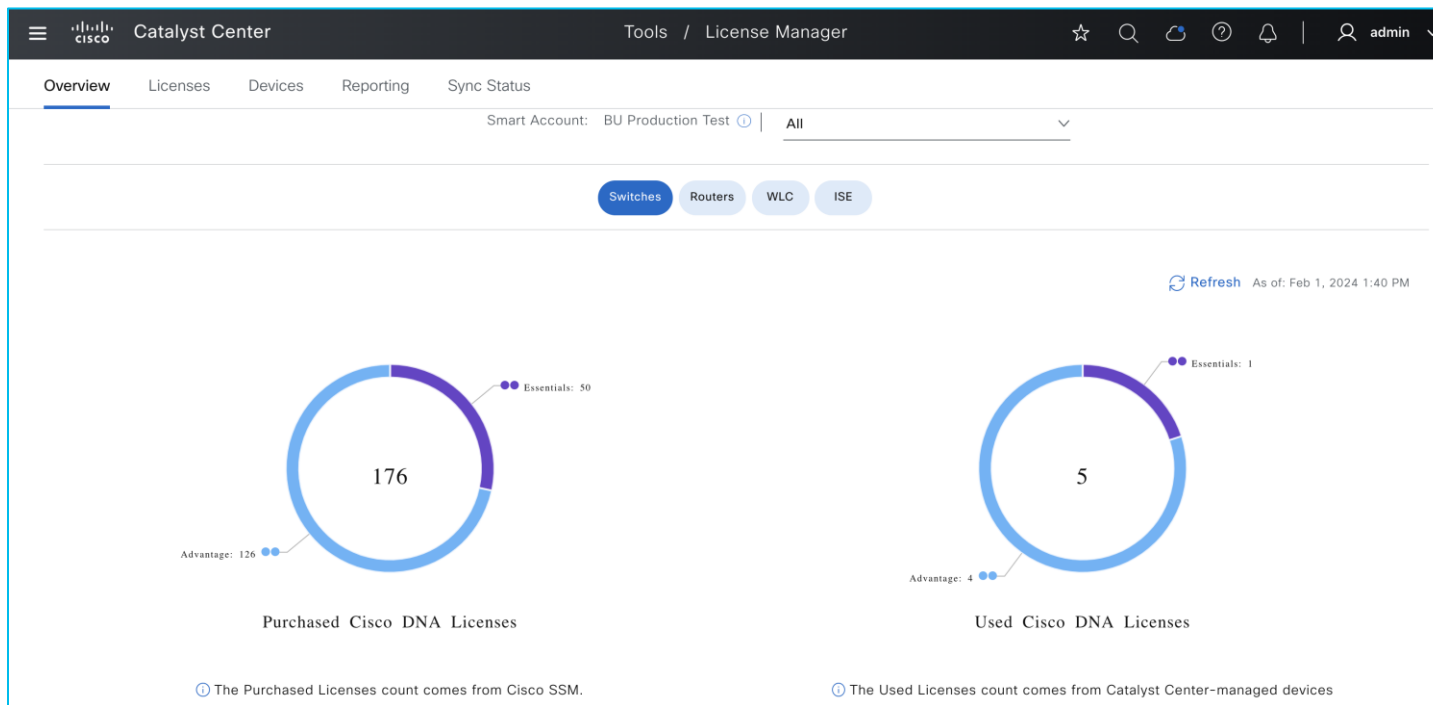 cisco Catalyst Center Tools / License Manager admin
Overview Licenses Devices Reporting Sync Status
Smart Account: BU Production Test All
Switches Routers WLC ISE
Refresh As of: Feb 1, 2024 1:40 PM
Essentials: 50
176
Advantage: 126
Purchased Cisco DNA Licenses
The Purchased Licenses count comes from Cisco SSM.
Essentials: 1
5
Advantage: 4
Used Cisco DNA Licenses
The Used Licenses count comes from Catalyst Center-managed devices